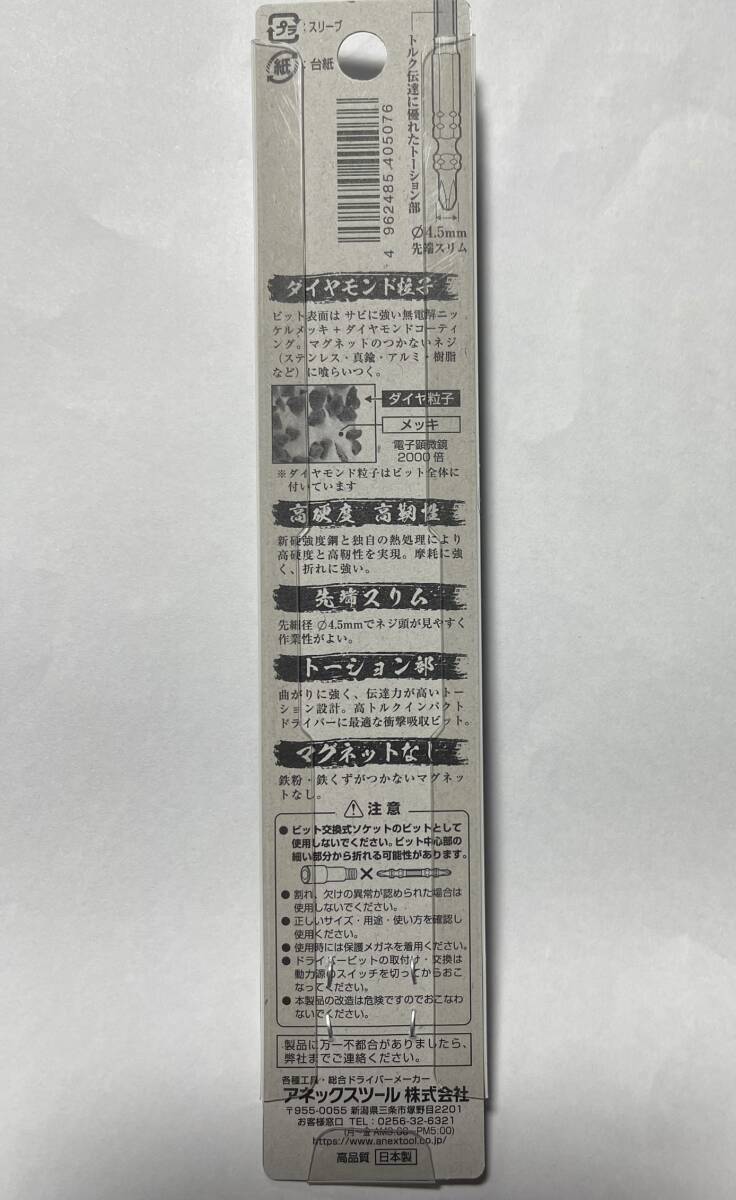 プラ : スリーブ
紙 : 台紙
4 962485 405076
トルク伝達に優れたトーション部
Ø4.5mm
先端スリム
ダイヤモンド粒子
ビット表面は サビに強い無電解ニッ
ケルメッキ + ダイヤモンドコーティ
ング。マグネットのつかないネジ
(ステンレス・真鍮・アルミ・樹脂
など)に喰らいつく。
ダイヤ粒子
メッキ
電子顕微鏡
2000倍
※ダイヤモンド粒子はビット全体に
付いています
高硬度 高靭性
新硬強度鋼と独自の熱処理により
高硬度と高靭性を実現。摩耗に強
く、折れに強い。
先端スリム
先細径 Ø4.5mmでネジ頭が見やすく
作業性がよい。
トーション部
曲がりに強く、伝達力が高いトー
ション設計。高トルクインパクト
ドライバーに最適な衝撃吸収ビット。
マグネットなし
鉄粉・鉄くずがつかないマグネッ
トなし。
注意
● ビット交換式ソケットのビットとして
使用しないでください。ビット中心部の
細い部分から折れる可能性があります。
×
● 割れ、欠けの異常が認められた場合は
使用しないでください。
● 正しいサイズ・用途・使い方を確認し
使用ください。
● 使用時には保護メガネを着用ください。
● ドライバービットの取付け・交換は
動力源のスイッチを切ってからおこ
なってください。
● 本製品の改造は危険ですのでおこなわ
ないでください。
製品に万一不都合がありましたら、
弊社までご連絡ください。
各種工具・総合ドライバーメーカー
アネックスツール 株式会社
〒955-0055 新潟県三条市塚野目2201
お客様窓口 TEL:0256-32-6321
(月~金 AM8:00~PM5:00)
https://www.anextool.co.jp/
高品質 日本製